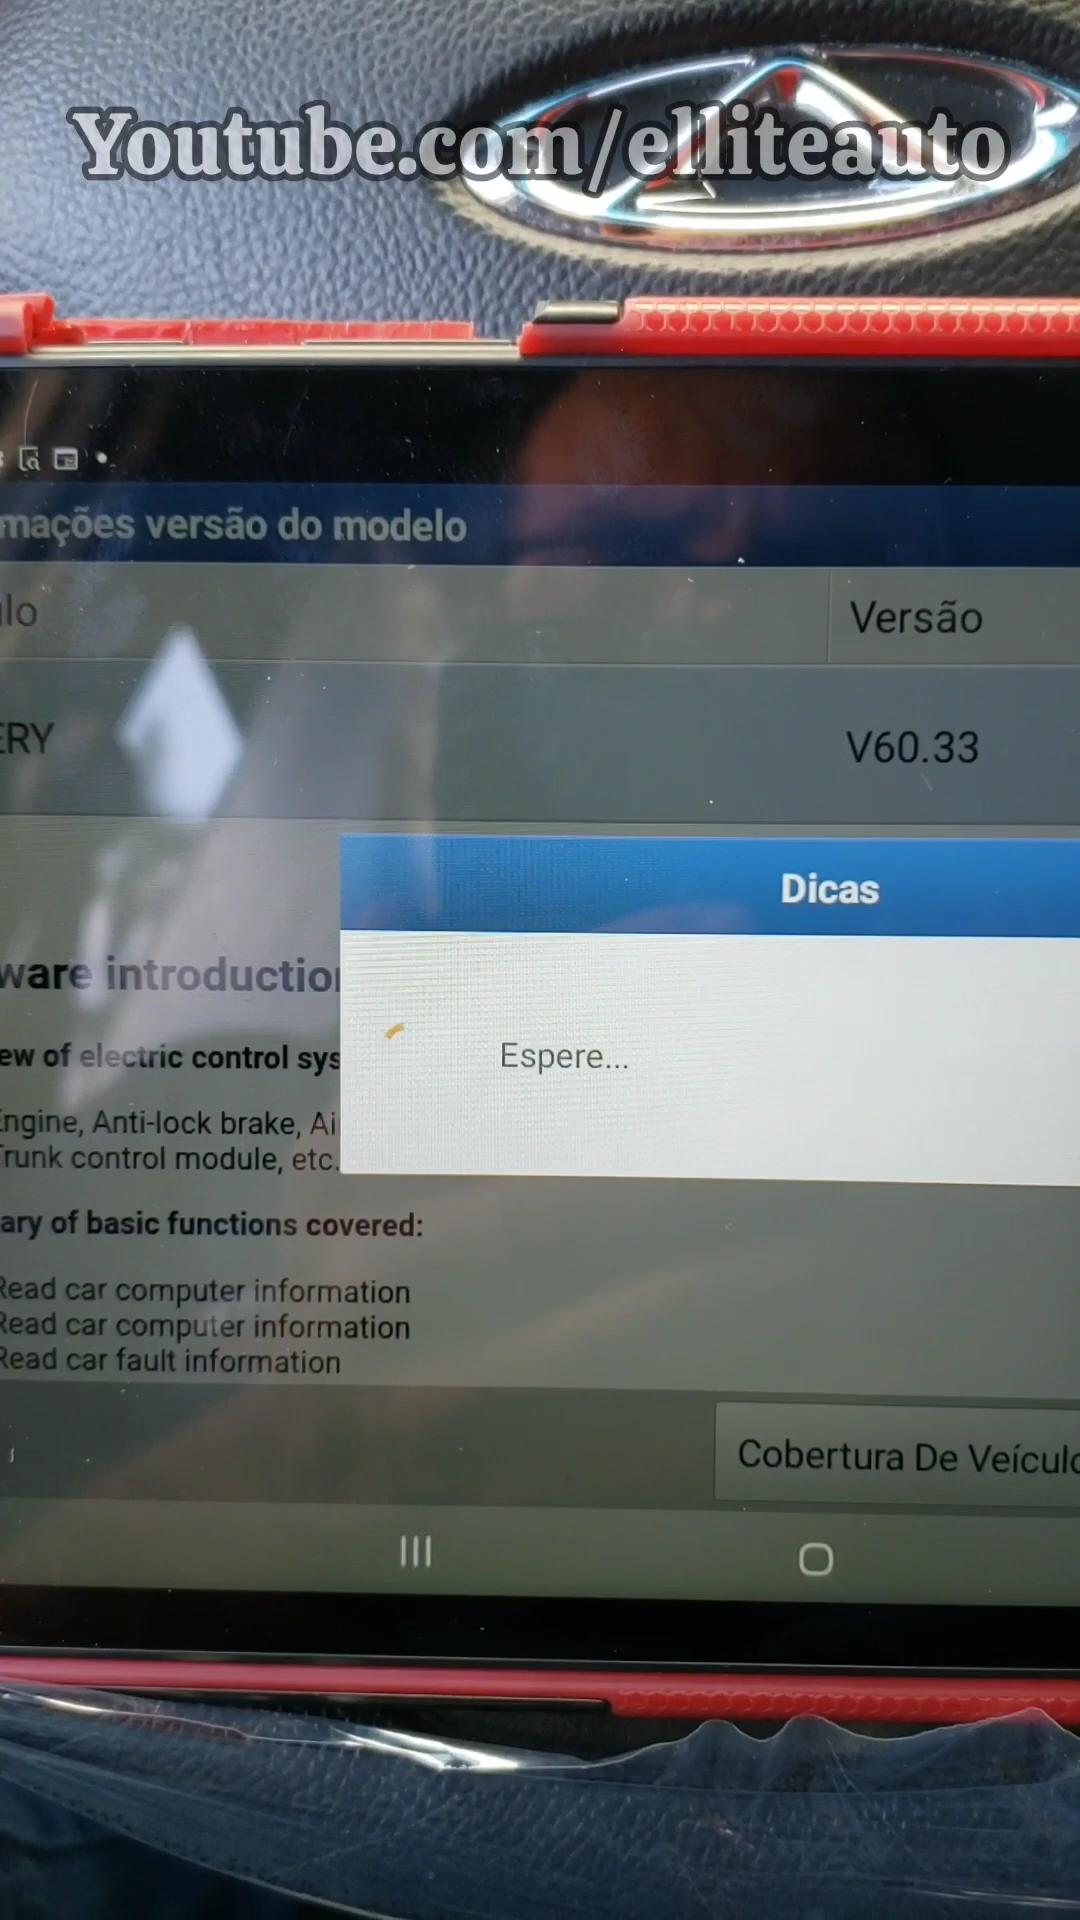 Youtube.com/elliteauto
mações versão do modelo
lo
Versão
ERY
V60.33
Dicas
ware introduction
Espere...
ew of electric control sys
Engine, Anti-lock brake, Ai
Trunk control module, etc.
ary of basic functions covered:
Read car computer information
Read car computer information
Read car fault information
Cobertura De Veículo